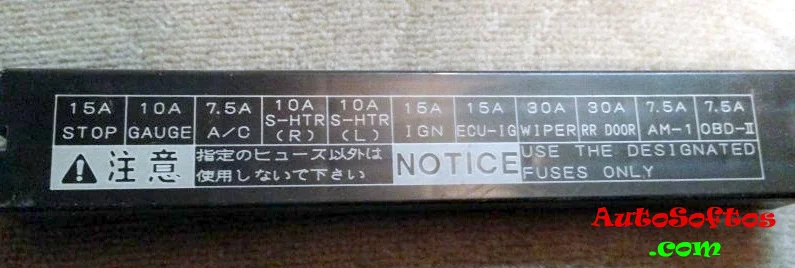 15A 10A 7.5A 10A 10A 15A 15A 30A 30A 7.5A 7.5A
STOP GAUGE A/C S-HTR (R) S-HTR (L) IGN ECU-IG WIPER RR DOOR AM-1 OBD-II
注意 指定のヒューズ以外は NOTICE USE THE DESIGNATED
使用しないで下さい FUSES ONLY
AutoSoftos
.com